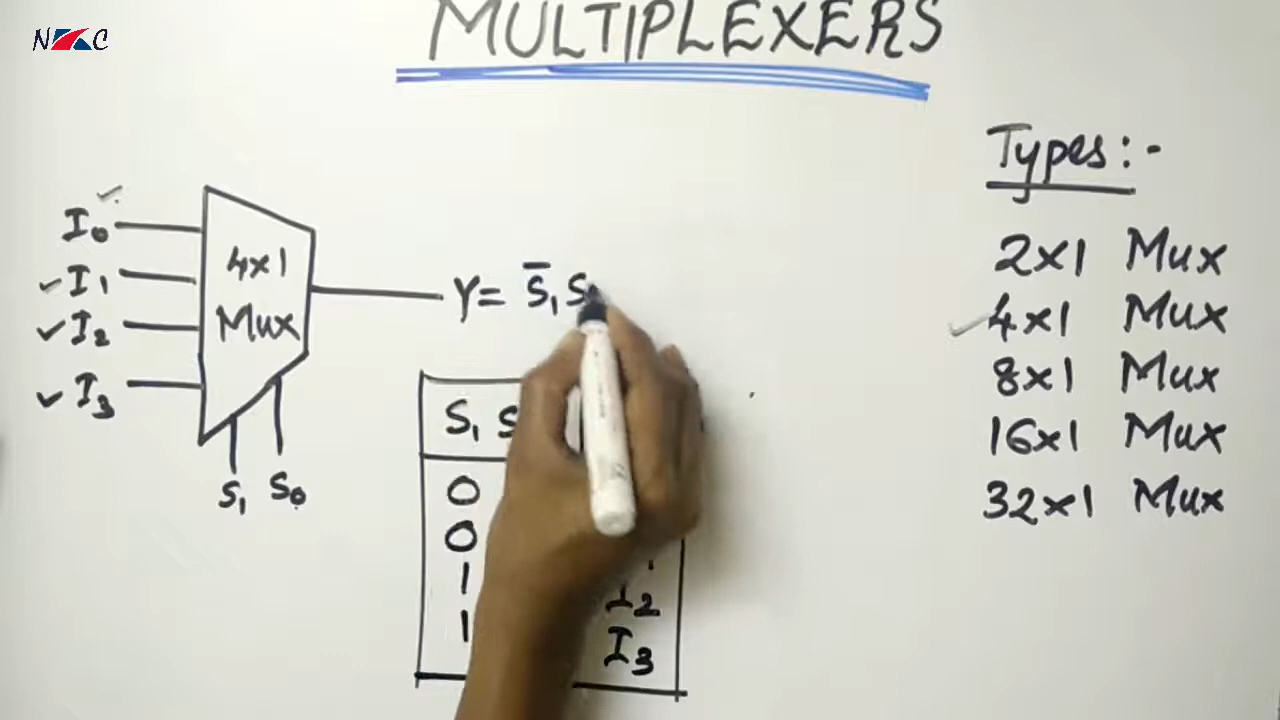 N C
MULTIPLEXERS
Types:-
2x1 Mux
4x1 Mux
8x1 Mux
16x1 Mux
32x1 Mux
I₀
I₁
I₂
I₃
4x1
Mux
S₁ S₀
Y= S̅₁ S
S₁ S
0
0
1
1 I₂
1 I₃